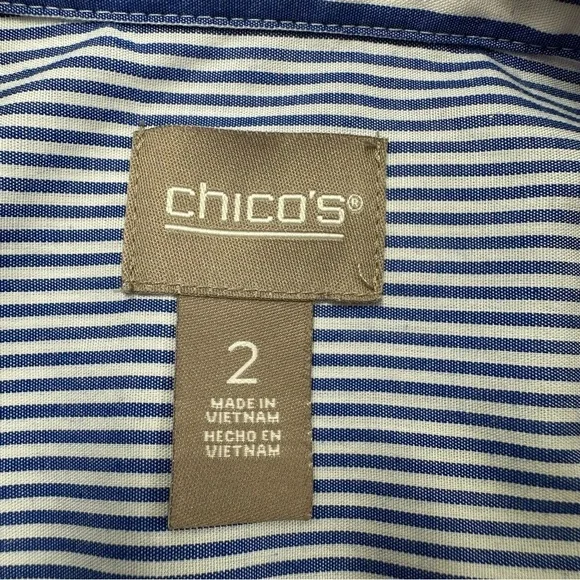 chico's®
2
MADE IN
VIETNAM
HECHO EN
VIETNAM